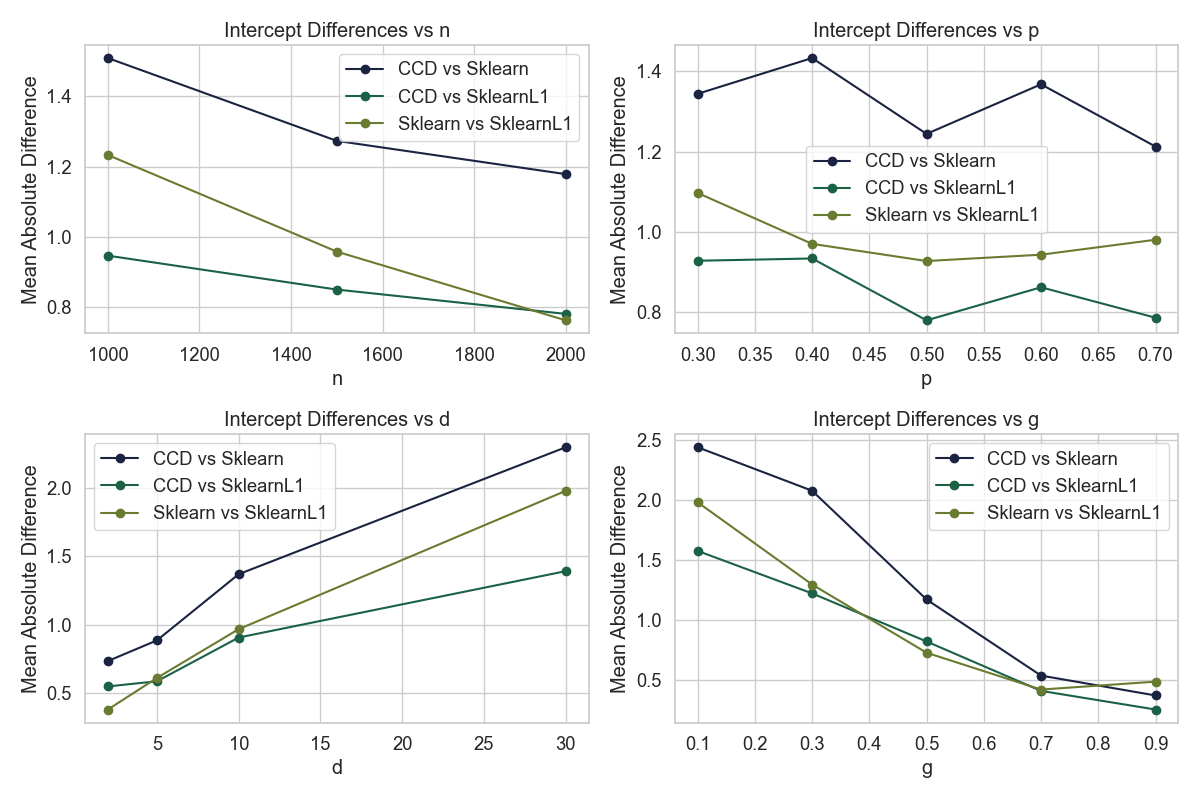 Intercept Differences vs n
Mean Absolute Difference
1.4
1.2
1.0
0.8
CCD vs Sklearn
CCD vs SklearnL1
Sklearn vs SklearnL1
1000 1200 1400 1600 1800 2000
n
Intercept Differences vs p
Mean Absolute Difference
1.4
1.2
1.0
0.8
CCD vs Sklearn
CCD vs SklearnL1
Sklearn vs SklearnL1
0.30 0.35 0.40 0.45 0.50 0.55 0.60 0.65 0.70
p
Intercept Differences vs d
Mean Absolute Difference
2.0
1.5
1.0
0.5
CCD vs Sklearn
CCD vs SklearnL1
Sklearn vs SklearnL1
5 10 15 20 25 30
d
Intercept Differences vs g
Mean Absolute Difference
2.5
2.0
1.5
1.0
0.5
CCD vs Sklearn
CCD vs SklearnL1
Sklearn vs SklearnL1
0.1 0.2 0.3 0.4 0.5 0.6 0.7 0.8 0.9
g